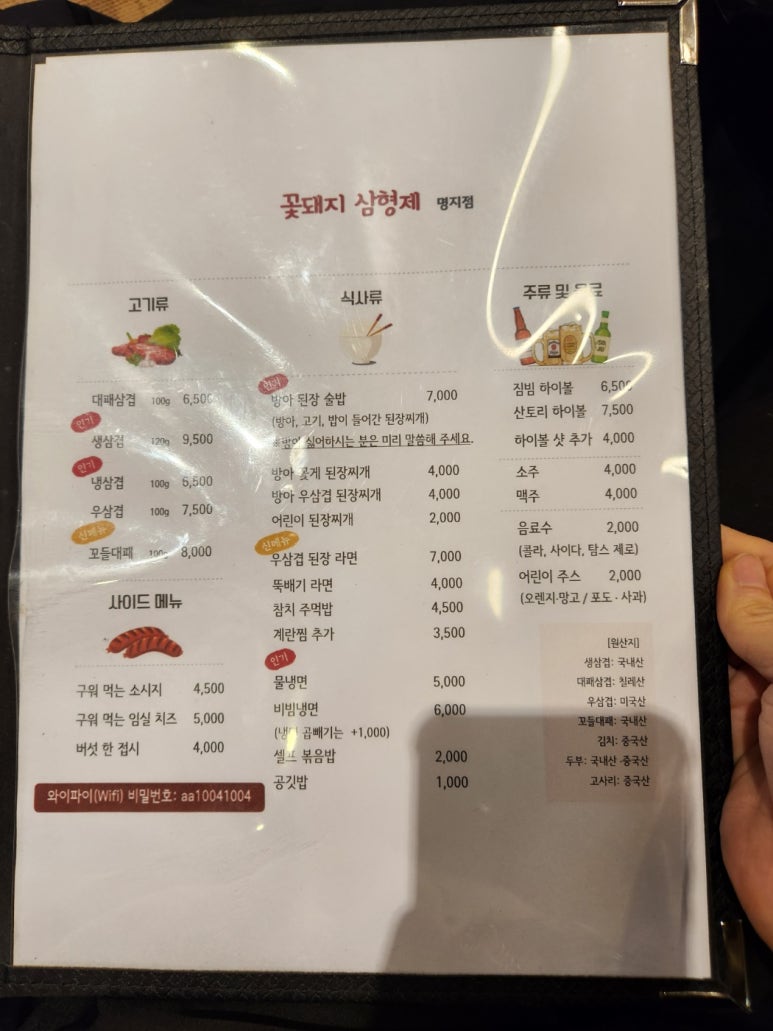 꽃돼지 삼형제 명지점
고기류
대패삼겹 100g 6,500
인기
생삼겹 120g 9,500
인기
냉삼겹 100g 6,500
우삼겹 100g 7,500
신메뉴
꼬들대패 100g 8,000
사이드 메뉴
구워 먹는 소시지 4,500
구워 먹는 임실 치즈 5,000
버섯 한 접시 4,000
와이파이(Wifi) 비밀번호: aa10041004
식사류
인기
방아 된장 술밥 7,000
(방아, 고기, 밥이 들어간 된장찌개)
싫어하시는 분은 미리 말씀해 주세요.
방아 꽃게 된장찌개 4,000
방아 우삼겹 된장찌개 4,000
어린이 된장찌개 2,000
신메뉴
우삼겹 된장 라면 7,000
뚝배기 라면 4,000
참치 주먹밥 4,500
계란찜 추가 3,500
인기
물냉면 5,000
비빔냉면 6,000
(냉면 곱빼기는 +1,000)
셀프 볶음밥 2,000
공깃밥 1,000
주류 및 음료
짐빔 하이볼 6,500
산토리 하이볼 7,500
하이볼 샷 추가 4,000
소주 4,000
맥주 4,000
음료수 2,000
(콜라, 사이다, 탐스 제로)
어린이 주스 2,000
(오렌지·망고 / 포도 · 사과)
[원산지]
생삼겹: 국내산
대패삼겹: 칠레산
우삼겹: 미국산
꼬들대패: 국내산
김치: 중국산
두부: 국내산 ·중국산
고사리: 중국산